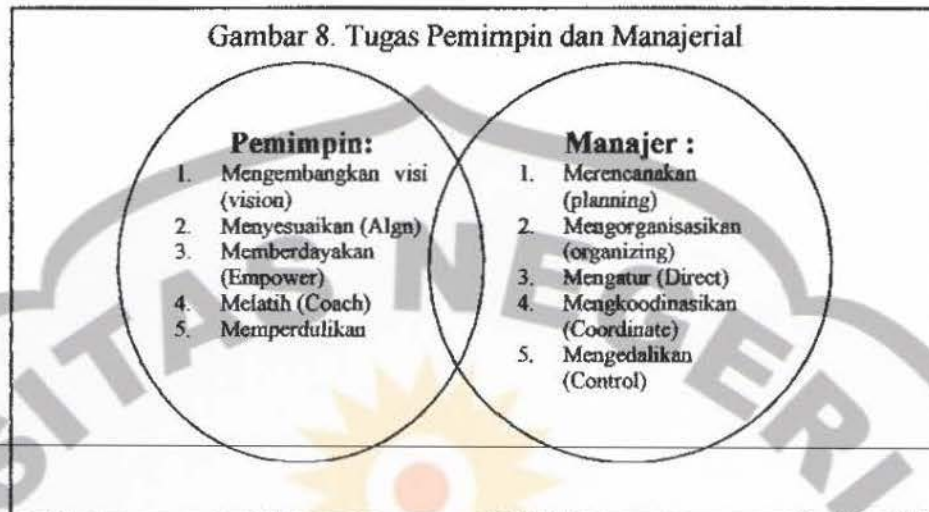 Gambar 8. Tugas Pemimpin dan Manajerial
Pemimpin:
1. Mengembangkan visi
(vision)
2. Menyesuaikan (Algn)
3. Memberdayakan
(Empower)
4. Melatih (Coach)
5. Memperdulikan
Manajer :
1. Merencanakan
(planning)
2. Mengorganisasikan
(organizing)
3. Mengatur (Direct)
4. Mengkoodinasikan
(Coordinate)
5. Mengedalikan
(Control)
SITAS NEGERI